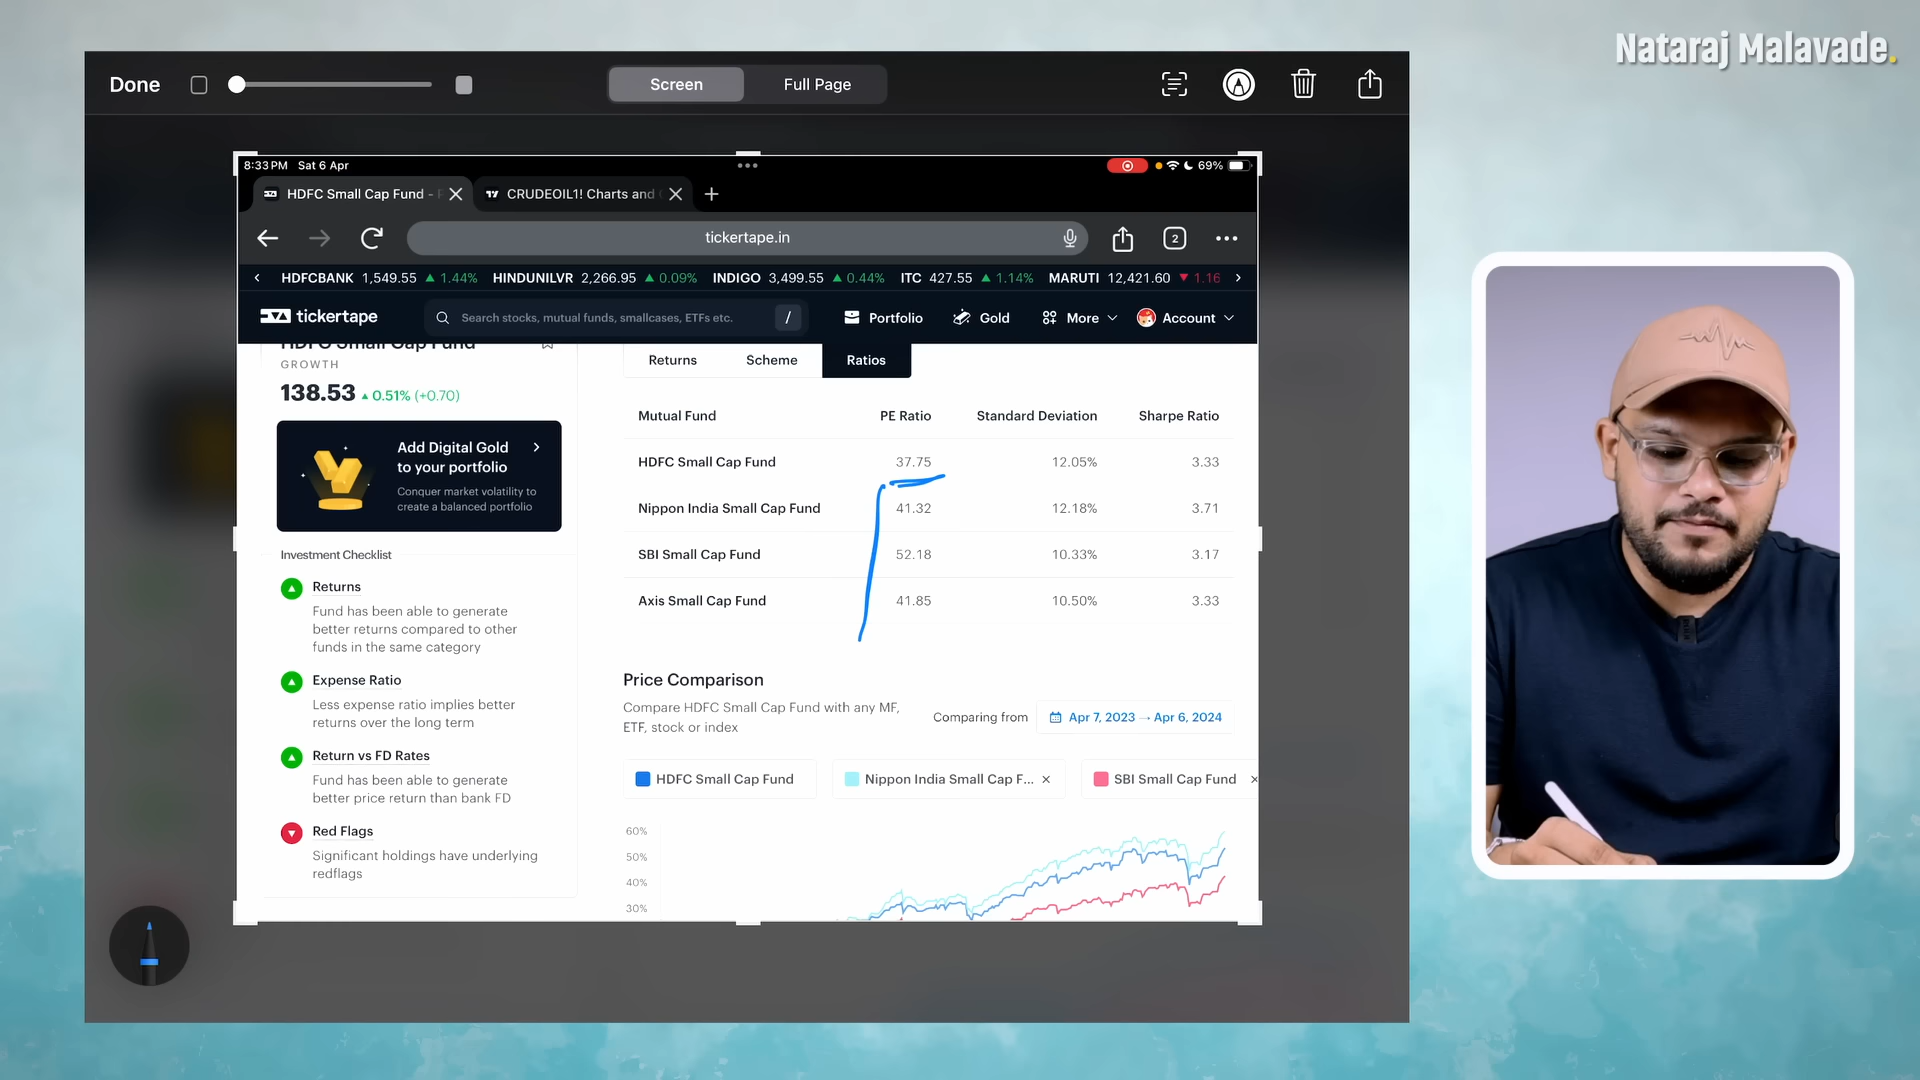 Nataraj Malavade.
Done
Screen
Full Page
8:33 PM Sat 6 Apr
69%
HDFC Small Cap Fund -
CRUDEOIL1! Charts and
tickertape.in
2
HDFCBANK 1,549.55 ▲ 1.44% HINDUNILVR 2,266.95 ▲ 0.09% INDIGO 3,499.55 ▲ 0.44% ITC 427.55 ▲ 1.14% MARUTI 12,421.60 ▼ 1.16
tickertape
Search stocks, mutual funds, smallcases, ETFs etc.
/
Portfolio
Gold
More
Account
HDFC Small Cap Fund
GROWTH
138.53 ▲ 0.51% (+0.70)
Add Digital Gold
to your portfolio
Conquer market volatility to
create a balanced portfolio
Investment Checklist
Returns
Fund has been able to generate
better returns compared to other
funds in the same category
Expense Ratio
Less expense ratio implies better
returns over the long term
Return vs FD Rates
Fund has been able to generate
better price return than bank FD
Red Flags
Significant holdings have underlying
redflags
Returns Scheme Ratios
Mutual Fund PE Ratio Standard Deviation Sharpe Ratio
HDFC Small Cap Fund 37.75 12.05% 3.33
Nippon India Small Cap Fund 41.32 12.18% 3.71
SBI Small Cap Fund 52.18 10.33% 3.17
Axis Small Cap Fund 41.85 10.50% 3.33
Price Comparison
Compare HDFC Small Cap Fund with any MF,
ETF, stock or index
Comparing from Apr 7, 2023 → Apr 6, 2024
HDFC Small Cap Fund
Nippon India Small Cap F...
SBI Small Cap Fund
60%
50%
40%
30%